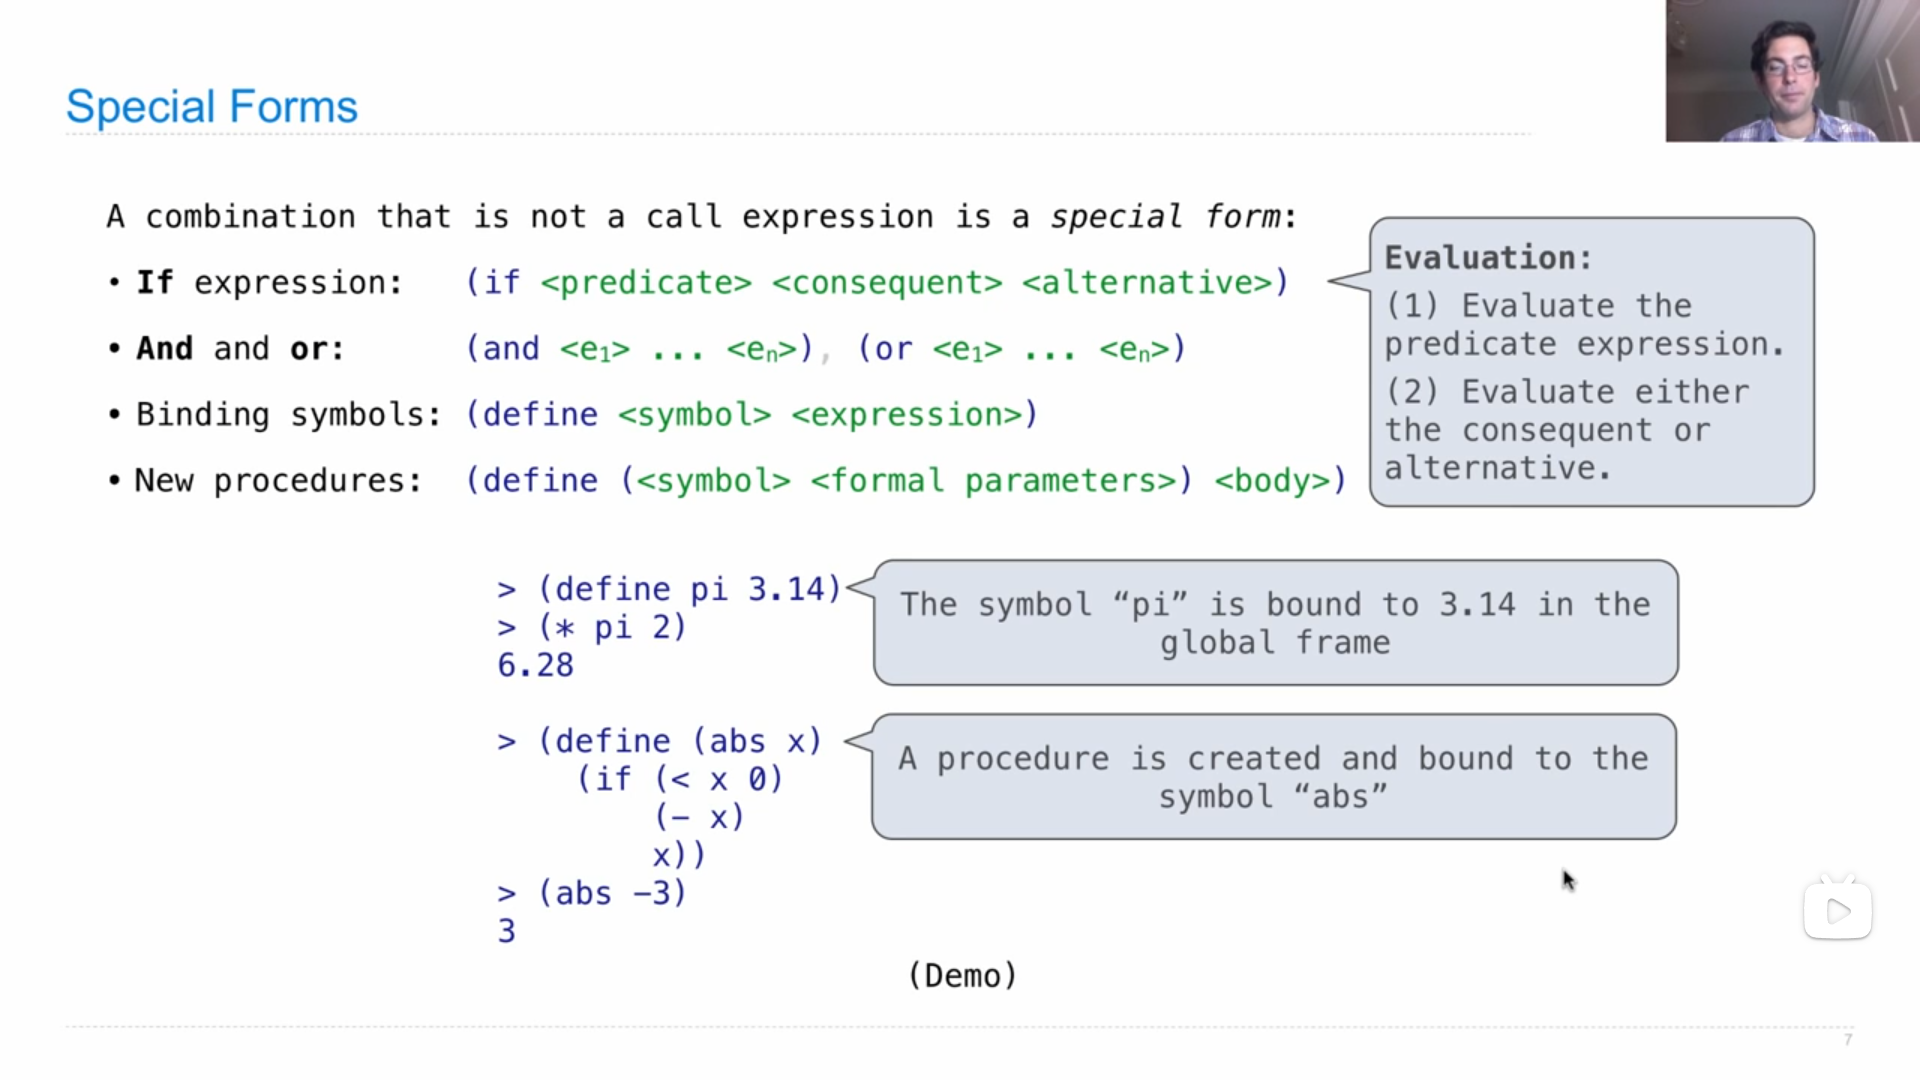 Special Forms
A combination that is not a call expression is a special form:
• If expression: (if <predicate> <consequent> <alternative>)
• And and or: (and <e1> ... <en>), (or <e1> ... <en>)
• Binding symbols: (define <symbol> <expression>)
• New procedures: (define (<symbol> <formal parameters>) <body>)
Evaluation:
(1) Evaluate the
predicate expression.
(2) Evaluate either
the consequent or
alternative.
> (define pi 3.14)
> (* pi 2)
6.28
The symbol “pi” is bound to 3.14 in the
global frame
> (define (abs x)
(if (< x 0)
(- x)
x))
> (abs -3)
3
A procedure is created and bound to the
symbol “abs”
(Demo)
7